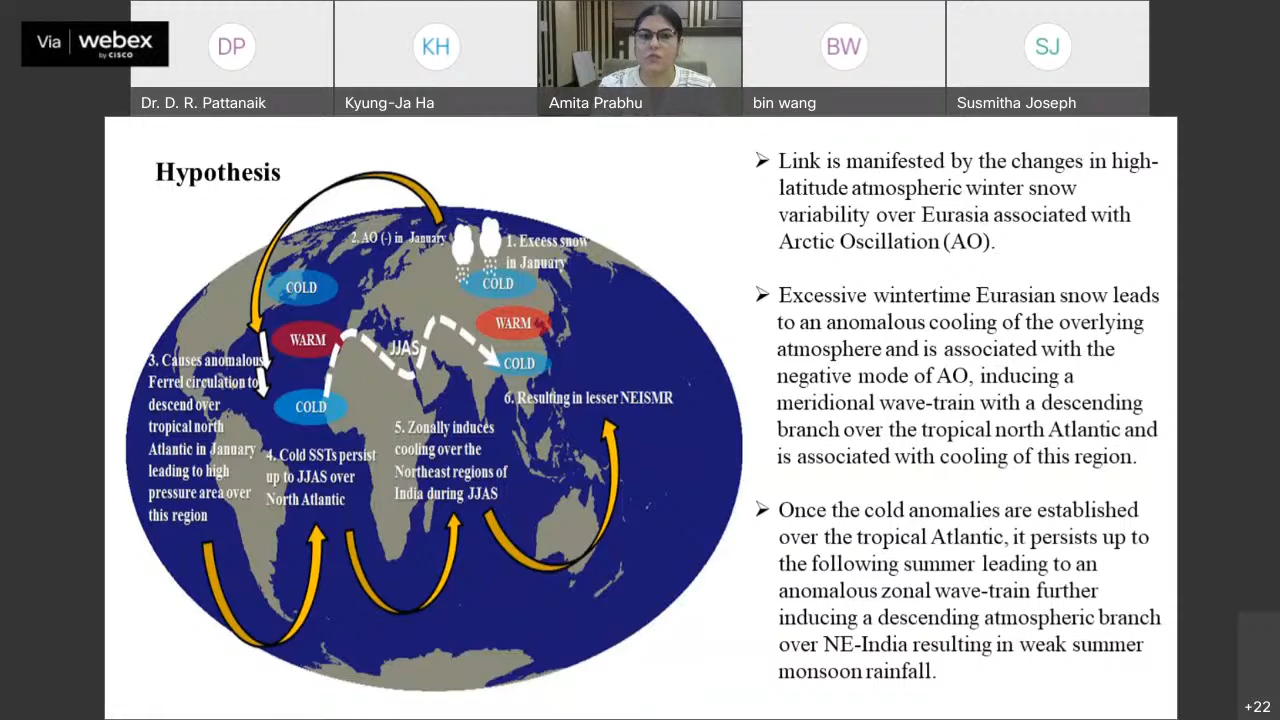 Via webex
by CISCO
DP
KH
BW
SJ
Dr. D. R. Pattanaik
Kyung-Ja Ha
Amita Prabhu
bin wang
Susmitha Joseph
Hypothesis
2. AO (-) in January
1. Excess snow
in January
COLD
COLD
WARM
WARM
JJAS
COLD
COLD
3. Causes anomalous
Ferrel circulation to
descend over
tropical north
Atlantic in January
leading to high
pressure area over
this region
4. Cold SSTs persist
up to JJAS over
North Atlantic
5. Zonally induces
cooling over the
Northeast regions of
India during JJAS
6. Resulting in lesser NEISMR
➢ Link is manifested by the changes in high-
latitude atmospheric winter snow
variability over Eurasia associated with
Arctic Oscillation (AO).
➢ Excessive wintertime Eurasian snow leads
to an anomalous cooling of the overlying
atmosphere and is associated with the
negative mode of AO, inducing a
meridional wave-train with a descending
branch over the tropical north Atlantic and
is associated with cooling of this region.
➢ Once the cold anomalies are established
over the tropical Atlantic, it persists up to
the following summer leading to an
anomalous zonal wave-train further
inducing a descending atmospheric branch
over NE-India resulting in weak summer
monsoon rainfall.
+22